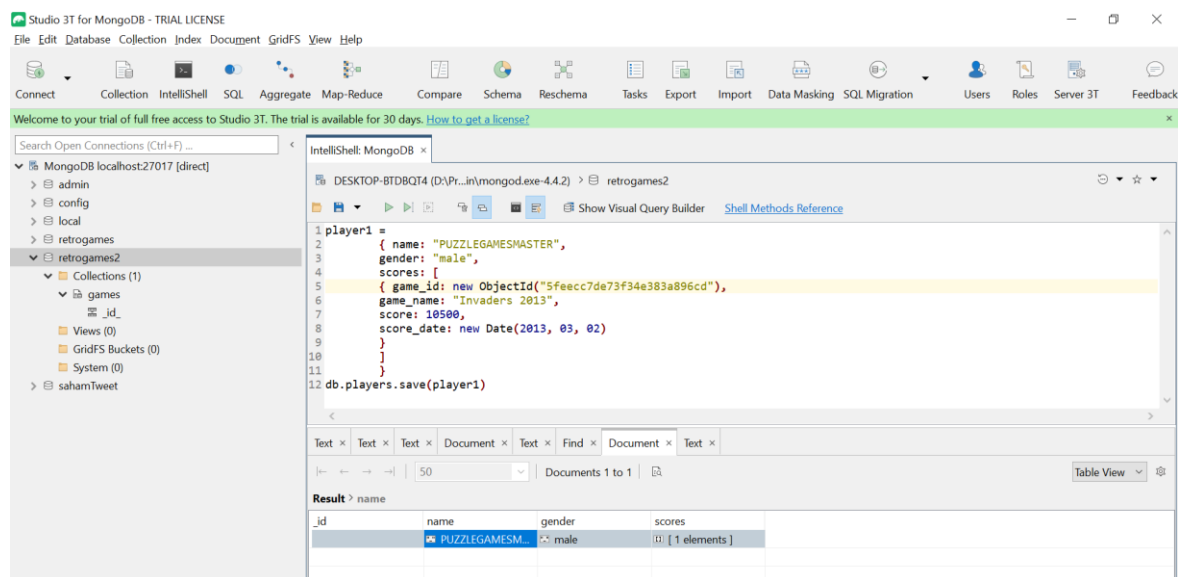 Studio 3T for MongoDB - TRIAL LICENSE
File Edit Database Collection Index Document GridFS View Help
Connect Collection IntelliShell SQL Aggregate Map-Reduce Compare Schema Reschema Tasks Export Import Data Masking SQL Migration Users Roles Server 3T Feedback
Welcome to your trial of full free access to Studio 3T. The trial is available for 30 days. How to get a license?
Search Open Connections (Ctrl+F) ...
MongoDB localhost:27017 [direct]
admin
config
local
retrogames
retrogames2
Collections (1)
games
_id_
Views (0)
GridFS Buckets (0)
System (0)
sahamTweet
IntelliShell: MongoDB
DESKTOP-BTDBQT4 (D:\Pr...in\mongod.exe-4.4.2) > retrogames2
Show Visual Query Builder Shell Methods Reference
1 player1 =
2 { name: "PUZZLEGAMESMASTER",
3 gender: "male",
4 scores: [
5 { game_id: new ObjectId("5feecc7de73f34e383a896cd"),
6 game_name: "Invaders 2013",
7 score: 10500,
8 score_date: new Date(2013, 03, 02)
9 }
10 ]
11 }
12 db.players.save(player1)
Text Text Text Document Text Find Document Text
50 Documents 1 to 1 Table View
Result > name
_id name gender scores
PUZZLEGAMESM... male [ 1 elements ]